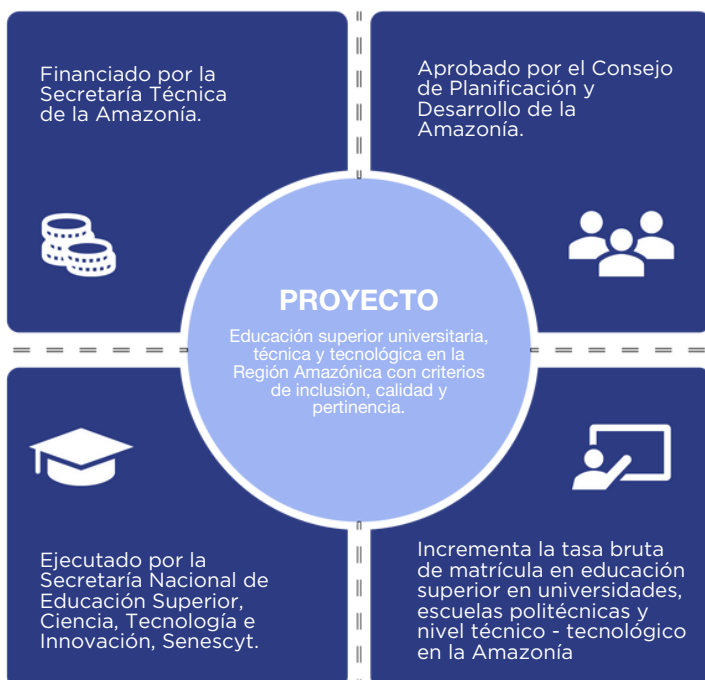 Financiado por la
Secretaría Técnica
de la Amazonía.
Aprobado por el Consejo
de Planificación y
Desarrollo de la
Amazonía.
PROYECTO
Educación superior universitaria,
técnica y tecnológica en la
Región Amazónica con criterios
de inclusión, calidad y
pertinencia.
Ejecutado por la
Secretaría Nacional de
Educación Superior,
Ciencia, Tecnología e
Innovación, Senescyt.
Incrementa la tasa bruta
de matrícula en educación
superior en universidades,
escuelas politécnicas y
nivel técnico - tecnológico
en la Amazonía